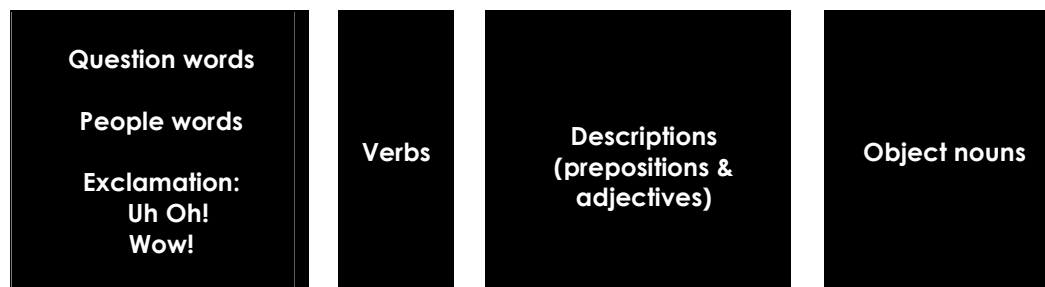 Question words
People words
Exclamation:
Uh Oh!
Wow!
Verbs
Descriptions
(prepositions &
adjectives)
Object nouns